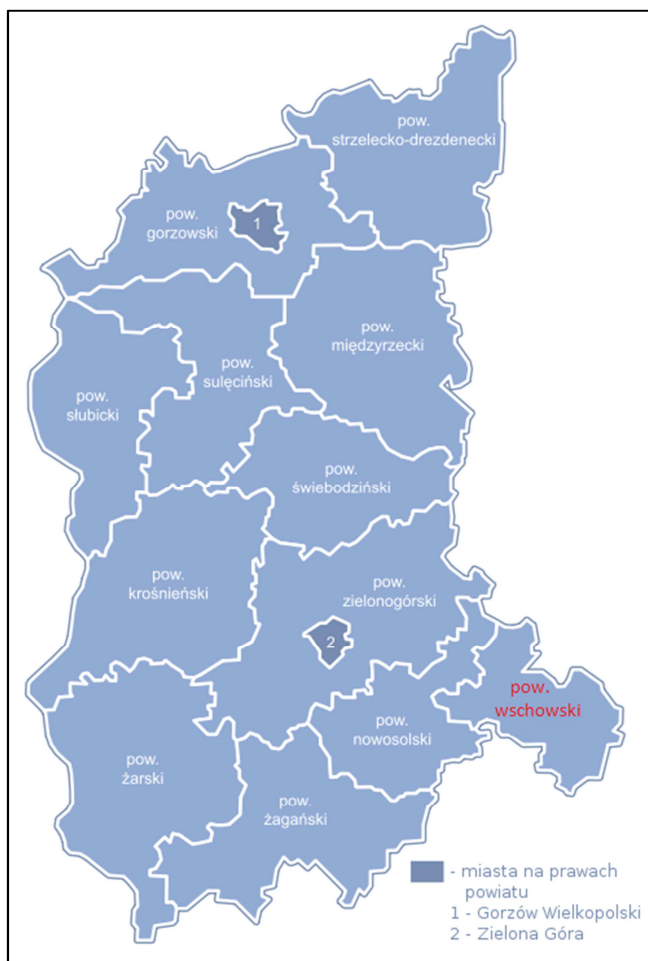 pow.
strzelecko-drezdenecki
pow.
gorzowski
1
pow.
międzyrzecki
pow.
sulęciński
pow.
słubicki
pow.
świebodziński
pow.
krośnieński
pow.
zielonogórski
2
pow.
wschowski
pow.
nowosolski
pow.
żarski
pow.
żagański
- miasta na prawach
powiatu
1 - Gorzów Wielkopolski
2 - Zielona Góra